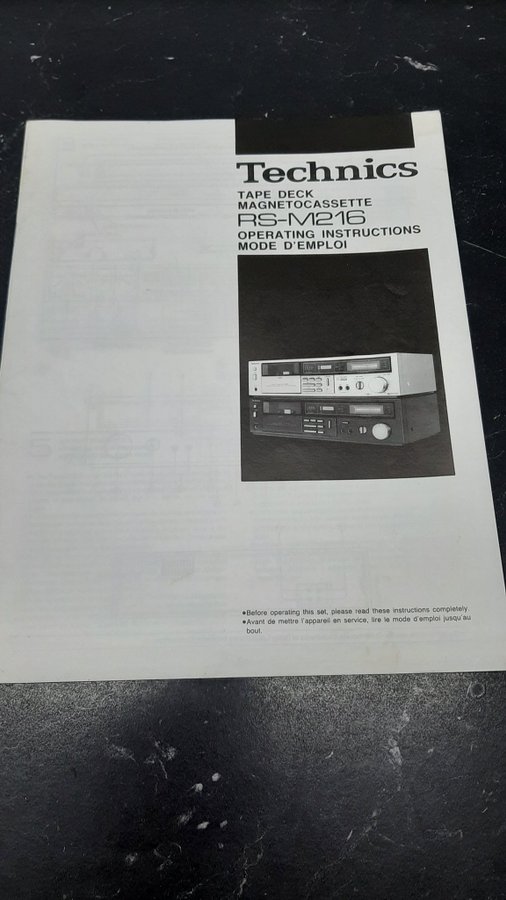 Technics
TAPE DECK
MAGNETOCASSETTE
RS-M216
OPERATING INSTRUCTIONS
MODE D'EMPLOI
•Before operating this set, please read these instructions completely
•Avant de mettre l'appareil en service, lire le mode d'emploi jusqu'au
bout.